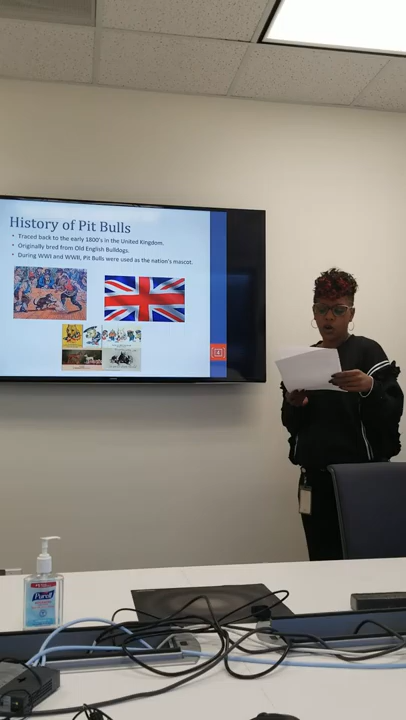 History of Pit Bulls
• Traced back to the early 1800's in the United Kingdom.
• Originally bred from Old English Bulldogs.
• During WWI and WWII, Pit Bulls were used as the nation's mascot.
Purell